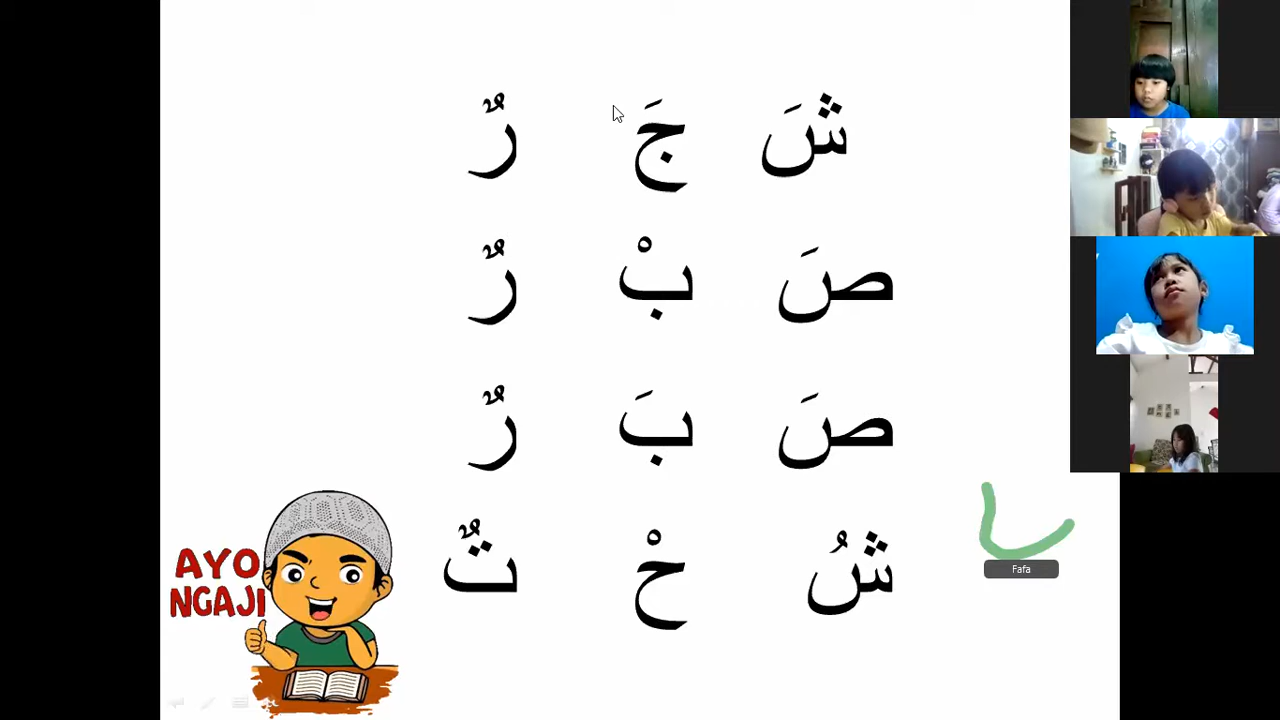 شَ جَ رٌ
صَ بْ رٌ
صَ بَ رٌ
شُ حْ تٌ
AYO
NGAJI
Fafa